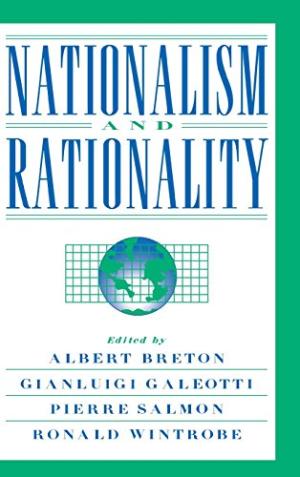 NATIONALISM
AND
RATIONALITY
Edited by
ALBERT BRETON
GIANLUIGI GALEOTTI
PIERRE SALMON
RONALD WINTROBE